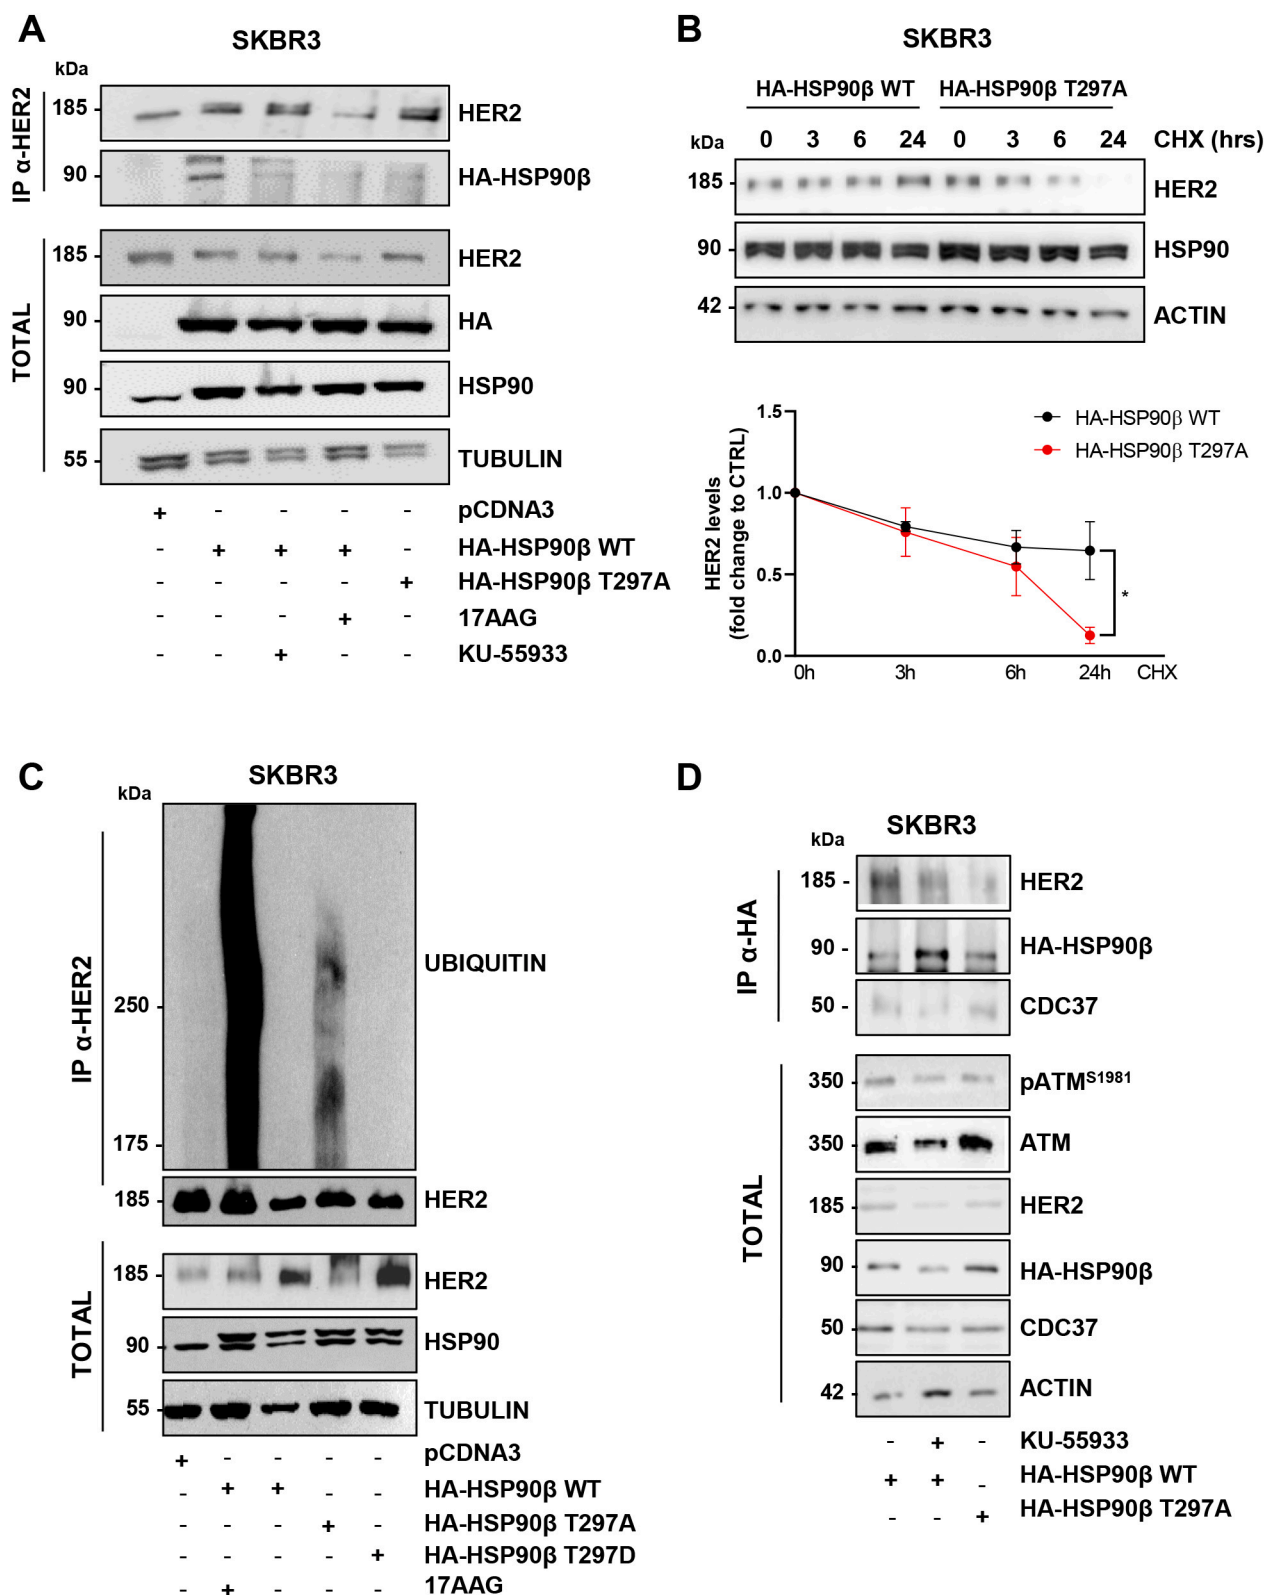 A
SKBR3
kDa
IP α-HER2
185 HER2
90 HA-HSP90β
TOTAL
185 HER2
90 HA
90 HSP90
55 TUBULIN
+ - - - - pCDNA3
- + + + - HA-HSP90β WT
- - - - + HA-HSP90β T297A
- - - + - 17AAG
- - + - - KU-55933
B
SKBR3
HA-HSP90β WT HA-HSP90β T297A
kDa 0 3 6 24 0 3 6 24 CHX (hrs)
185 HER2
90 HSP90
42 ACTIN
HER2 levels
(fold change to CTRL)
1.5
1.0
0.5
0.0
HA-HSP90β WT
HA-HSP90β T297A
*
0h 3h 6h 24h CHX
C
SKBR3
kDa
IP α-HER2
UBIQUITIN
250
175
185 HER2
TOTAL
185 HER2
90 HSP90
55 TUBULIN
+ - - - - pCDNA3
- + + - - HA-HSP90β WT
- - - + - HA-HSP90β T297A
- - - - + HA-HSP90β T297D
- + - - - 17AAG
D
SKBR3
kDa
IP α-HA
185 - HER2
90 - HA-HSP90β
50 - CDC37
TOTAL
350 pATMS1981
350 ATM
185 HER2
90 HA-HSP90β
50 CDC37
42 ACTIN
- + - KU-55933
+ + - HA-HSP90β WT
- - + HA-HSP90β T297A